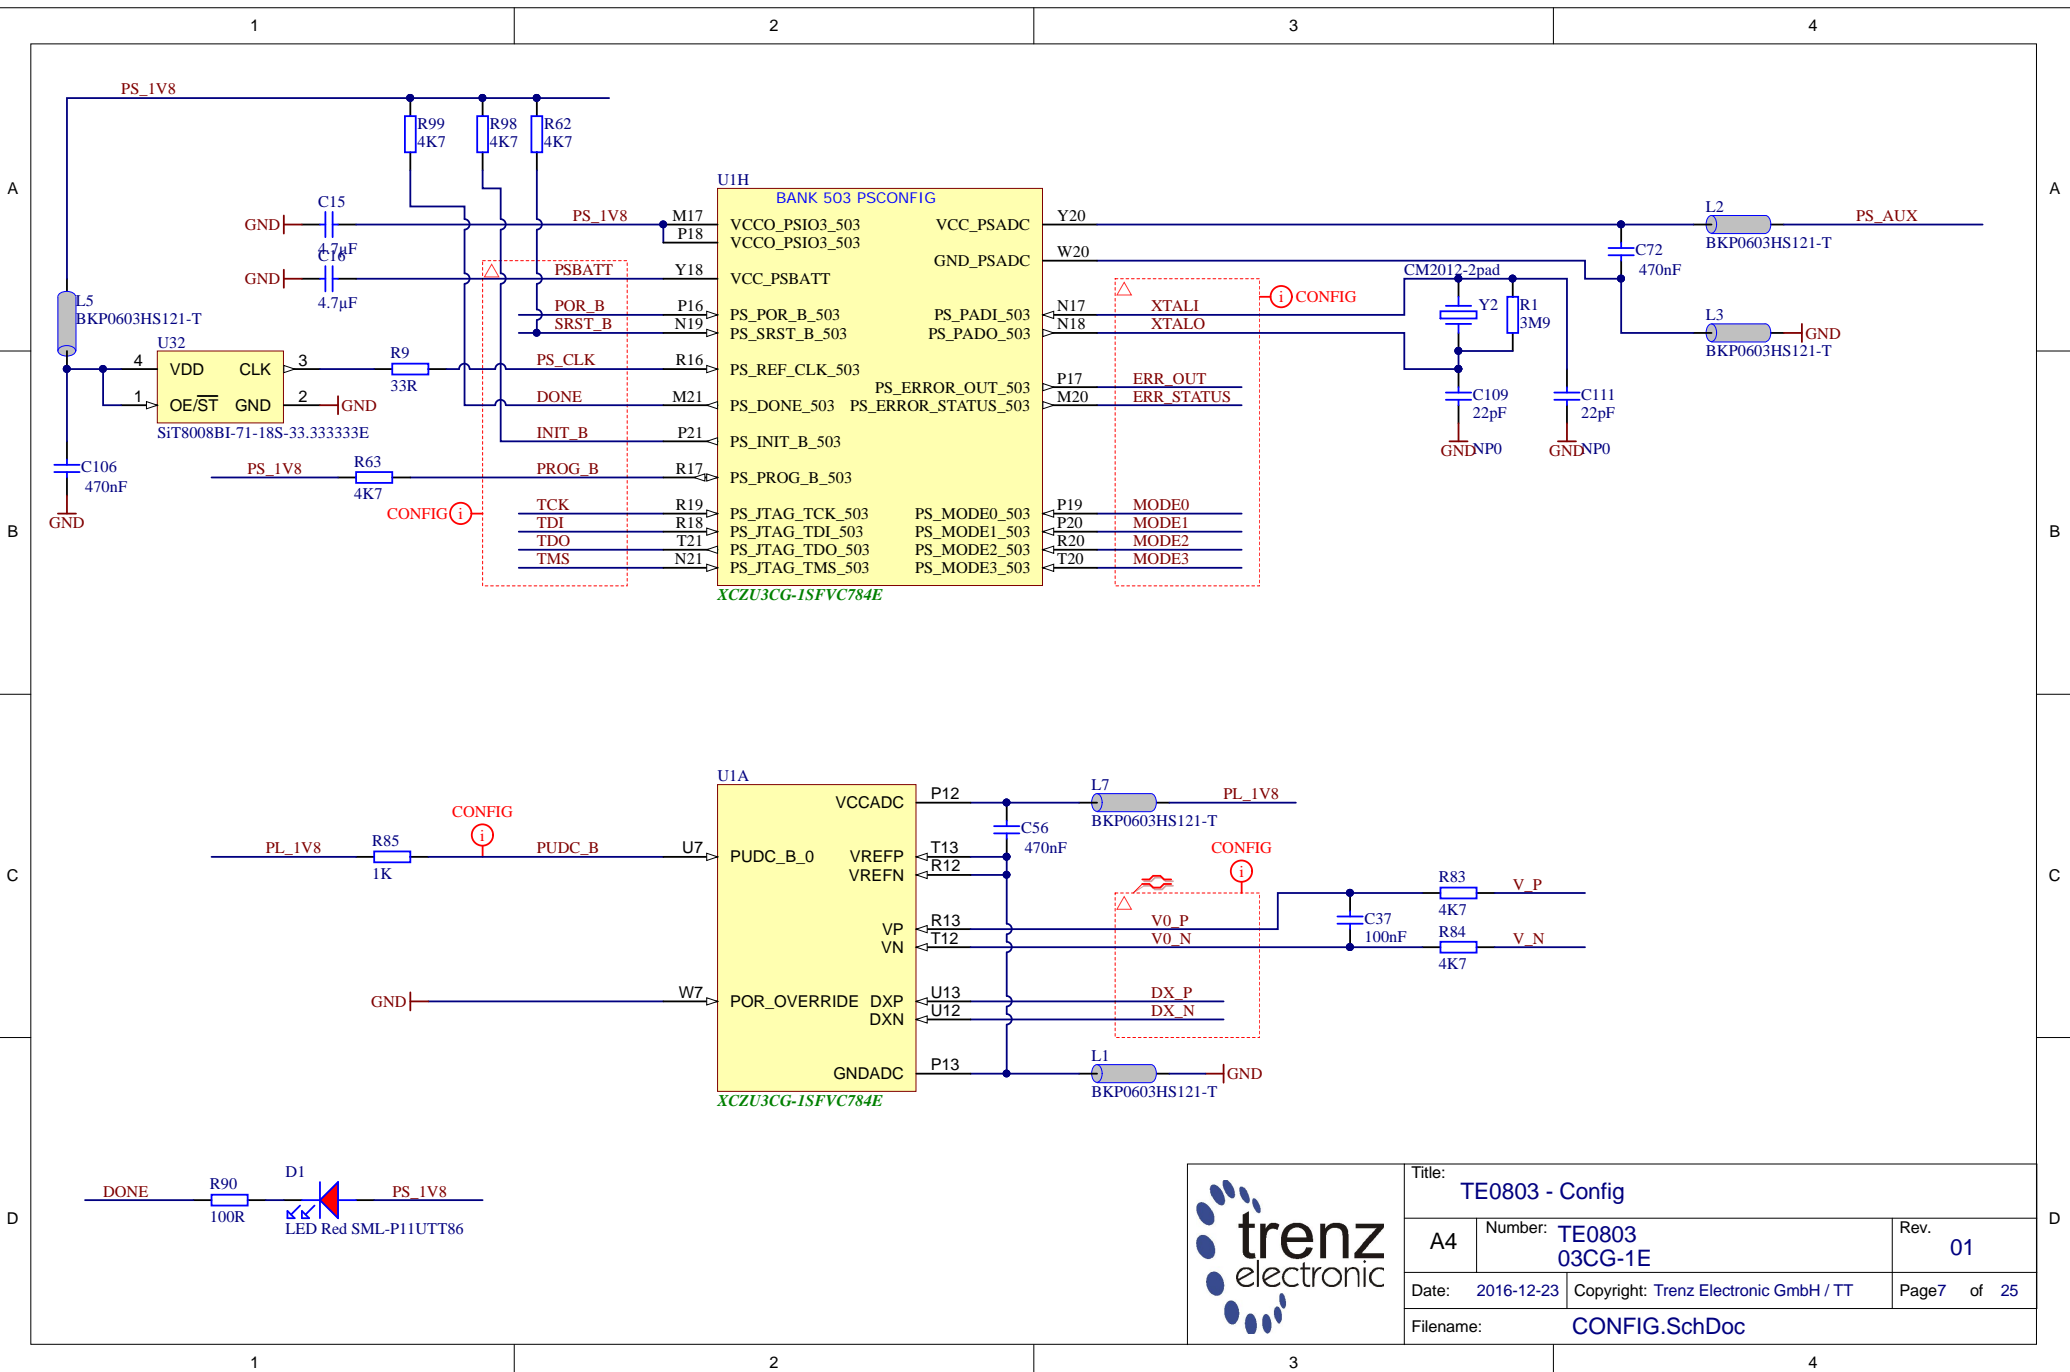 1 2 3 4
A
B
C
D
A
B
C
D
PS_1V8
R99
4K7
R98
4K7
R62
4K7
C15
4.7µF
GND
PS_1V8
C16
4.7µF
GND
PSBATT
POR_B
SRST_B
PS_CLK
DONE
INIT_B
PROG_B
TCK
TDI
TDO
TMS
CONFIG i
L5
BKP0603HS121-T
U32
4 VDD CLK 3
1 OE/ST GND 2
GND
SiT8008BI-71-18S-33.333333E
R9
33R
C106
470nF
GND
PS_1V8
R63
4K7
U1H
BANK 503 PSCONFIG
M17 VCCO_PSIO3_503
P18 VCCO_PSIO3_503
Y18 VCC_PSBATT
P16 PS_POR_B_503
N19 PS_SRST_B_503
R16 PS_REF_CLK_503
M21 PS_DONE_503
P21 PS_INIT_B_503
R17 PS_PROG_B_503
R19 PS_JTAG_TCK_503
R18 PS_JTAG_TDI_503
T21 PS_JTAG_TDO_503
N21 PS_JTAG_TMS_503
VCC_PSADC Y20
GND_PSADC W20
PS_PADI_503 N17 XTALI
PS_PADO_503 N18 XTALO
PS_ERROR_OUT_503 P17 ERR_OUT
PS_ERROR_STATUS_503 M20 ERR_STATUS
PS_MODE0_503 P19 MODE0
PS_MODE1_503 P20 MODE1
PS_MODE2_503 R20 MODE2
PS_MODE3_503 T20 MODE3
XCZU3CG-1SFVC784E
i CONFIG
CM2012-2pad
Y2
R1
3M9
C109
22pF
GND NP0
C111
22pF
GND NP0
L2
BKP0603HS121-T
PS_AUX
C72
470nF
L3
BKP0603HS121-T
GND
U1A
PL_1V8
R85
1K
CONFIG
i
PUDC_B
U7 PUDC_B_0
GND
W7 POR_OVERRIDE
VCCADC P12
VREFP T13
VREFN R12
VP R13
VN T12
DXP U13
DXN U12
GNDADC P13
XCZU3CG-1SFVC784E
L7
BKP0603HS121-T
PL_1V8
C56
470nF
CONFIG
i
V0_P
V0_N
DX_P
DX_N
C37
100nF
R83
4K7
V_P
R84
4K7
V_N
L1
BKP0603HS121-T
GND
DONE
R90
100R
D1
LED Red SML-P11UTT86
PS_1V8
trenz
electronic
Title:
TE0803 - Config
A4
Number: TE0803
03CG-1E
Rev.
01
Date: 2016-12-23
Copyright: Trenz Electronic GmbH / TT
Page7 of 25
Filename: CONFIG.SchDoc
1 2 3 4